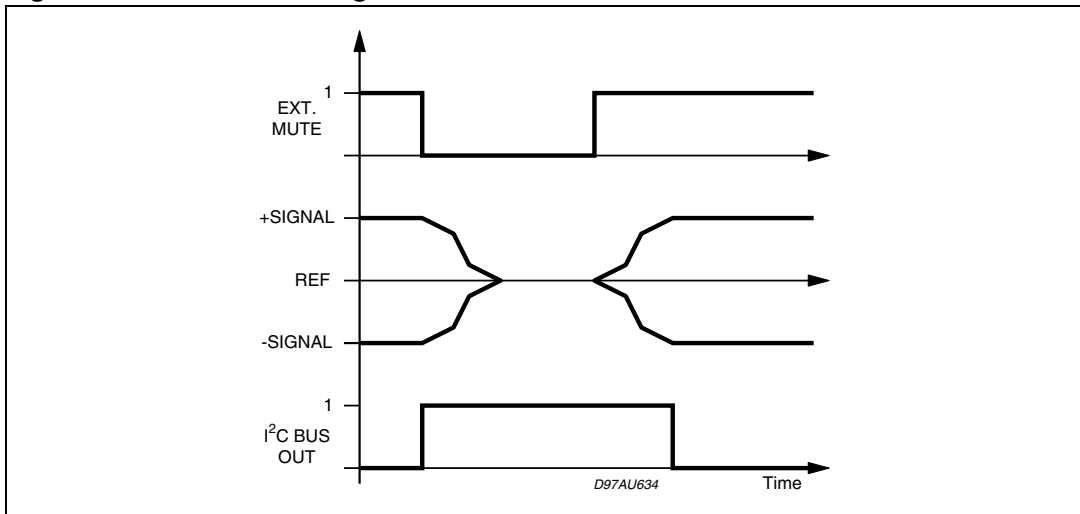 1
EXT.
MUTE
+SIGNAL
REF
-SIGNAL
1
I²C BUS
OUT
D97AU634
Time